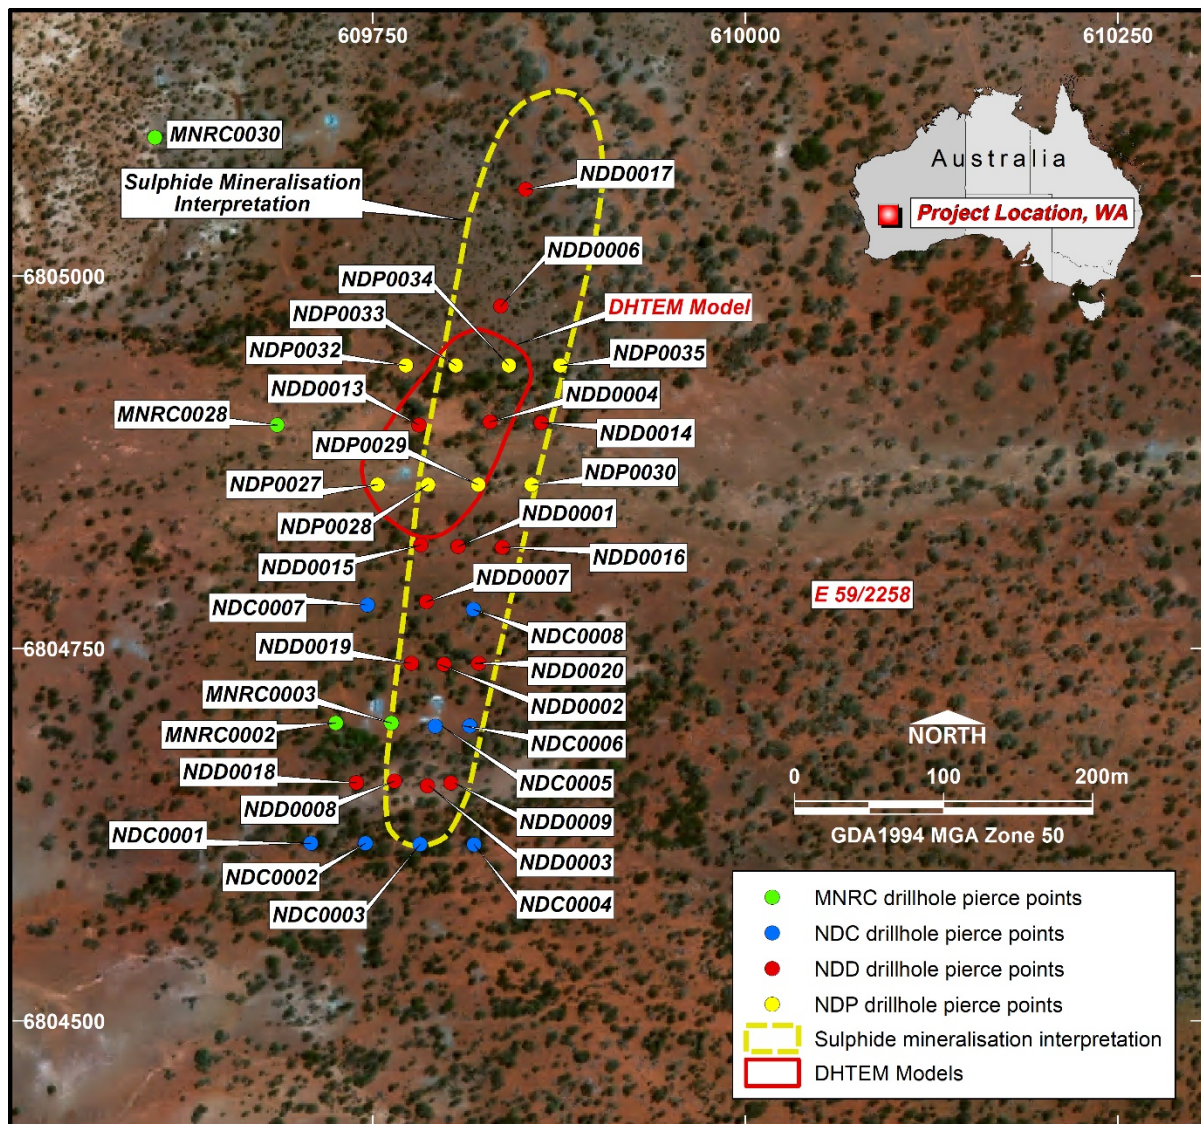 609750
610000
610250
MNRC0030
Sulphide Mineralisation
Interpretation
NDD0017
Australia
Project Location, WA
6805000
NDD0006
NDP0034
NDP0033
DHTEM Model
NDP0032
NDP0035
NDD0013
NDD0004
MNRC0028
NDD0014
NDP0029
NDP0027
NDP0030
NDP0028
NDD0001
NDD0015
NDD0016
NDD0007
NDC0007
NDC0008
E 59/2258
6804750
NDD0019
NDD0020
MNRC0003
NDD0002
MNRC0002
NDC0006
NORTH
NDD0018
NDC0005
0 100 200m
NDD0008
NDD0009
GDA1994 MGA Zone 50
NDC0001
NDD0003
NDC0002
NDC0003
NDC0004
6804500
MNRC drillhole pierce points
NDC drillhole pierce points
NDD drillhole pierce points
NDP drillhole pierce points
Sulphide mineralisation interpretation
DHTEM Models